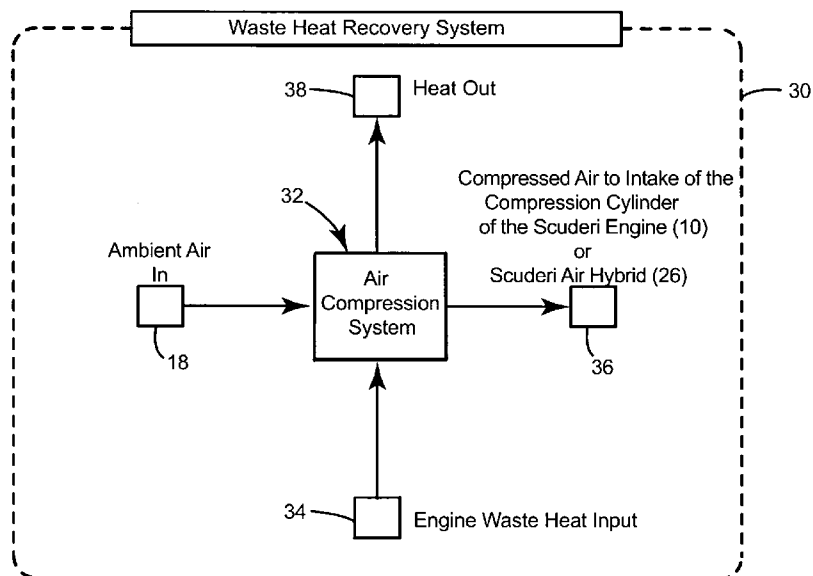 Waste Heat Recovery System
30
38
Heat Out
Compressed Air to Intake of the
Compression Cylinder
of the Scuderi Engine (10)
or
Scuderi Air Hybrid (26)
32
Ambient Air
In
Air
Compression
System
18
36
34
Engine Waste Heat Input